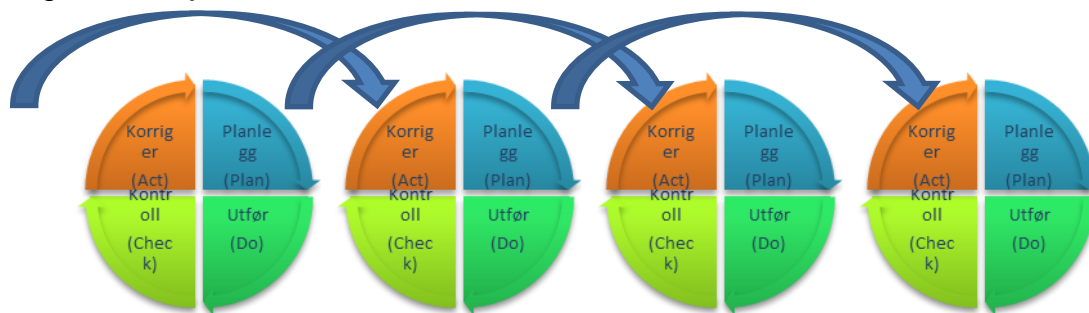 Korrig
er
(Act)
Planle
gg
(Plan)
Kontr
oll
(Chec
k)
Utfør
(Do)
Korrig
er
(Act)
Planle
gg
(Plan)
Kontr
oll
(Chec
k)
Utfør
(Do)
Korrig
er
(Act)
Planle
gg
(Plan)
Kontr
oll
(Chec
k)
Utfør
(Do)
Korrig
er
(Act)
Planle
gg
(Plan)
Kontr
oll
(Chec
k)
Utfør
(Do)